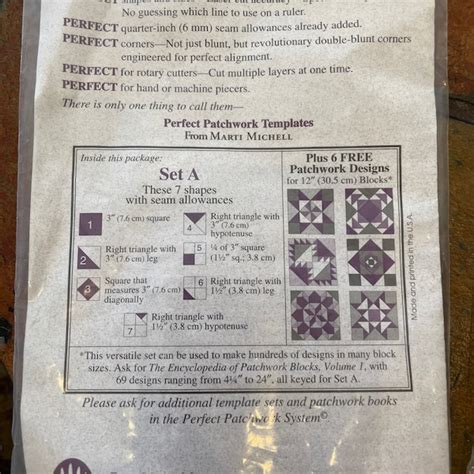 No guessing which line to use on a ruler.
PERFECT quarter-inch (6 mm) seam allowances already added.
PERFECT corners—Not just blunt, but revolutionary double-blunt corners
engineered for perfect alignment.
PERFECT for rotary cutters—Cut multiple layers at one time.
PERFECT for hand or machine piecers.
There is only one thing to call them—
Perfect Patchwork Templates
From MARTI MICHELL
Inside this package:
Set A
These 7 shapes
with seam allowances
1
3" (7.6 cm) square
2
Right triangle with
3" (7.6 cm) leg
3
Square that
measures 3" (7.6 cm)
diagonally
4
Right triangle with
3" (7.6 cm)
hypotenuse
5
¼ of 3" square
(1½" sq.; 3.8 cm)
6
Right triangle with
1½" (3.8 cm) leg
7
Right triangle with
1½" (3.8 cm) hypotenuse
Plus 6 FREE
Patchwork Designs
for 12" (30.5 cm) Blocks*
Made and printed in the U.S.A.
*This versatile set can be used to make hundreds of designs in many block
sizes. Ask for The Encyclopedia of Patchwork Blocks, Volume 1, with
69 designs ranging from 4¼" to 24", all keyed for Set A.
Please ask for additional template sets and patchwork books
in the Perfect Patchwork System©